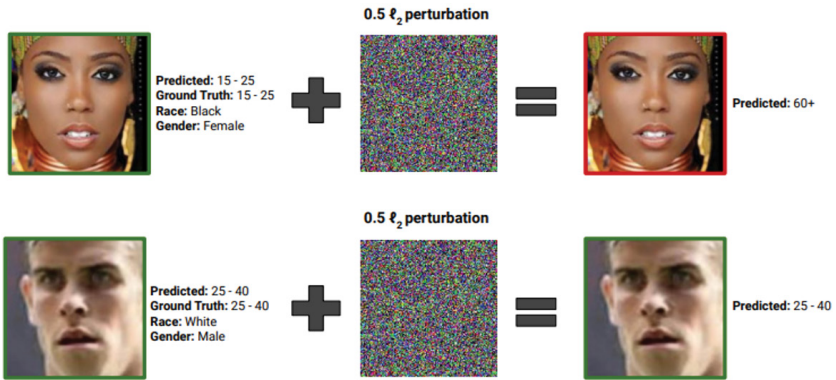 0.5 ℓ2 perturbation
Predicted: 15 - 25
Ground Truth: 15 - 25
Race: Black
Gender: Female
Predicted: 60+
0.5 ℓ2 perturbation
Predicted: 25 - 40
Ground Truth: 25 - 40
Race: White
Gender: Male
Predicted: 25 - 40